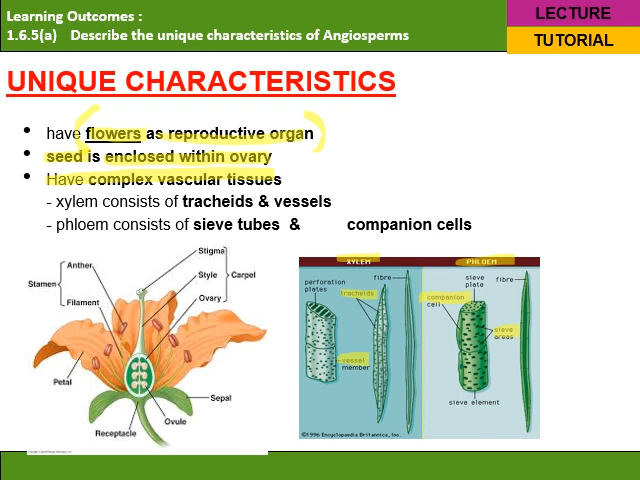 Learning Outcomes :
1.6.5(a) Describe the unique characteristics of Angiosperms
LECTURE
TUTORIAL
UNIQUE CHARACTERISTICS
• have flowers as reproductive organ
• seed is enclosed within ovary
• Have complex vascular tissues
- xylem consists of tracheids & vessels
- phloem consists of sieve tubes & companion cells
Stigma
Anther
Style
Carpel
Stamen
Ovary
Filament
Petal
Sepal
Ovule
Receptacle
XYLEM
PHLOEM
perforation
plates
fibre
tracheids
vessel
member
sieve
plate
fibre
companion
cell
sieve
areas
sieve element
©1996 Encyclopaedia Britannica, Inc.